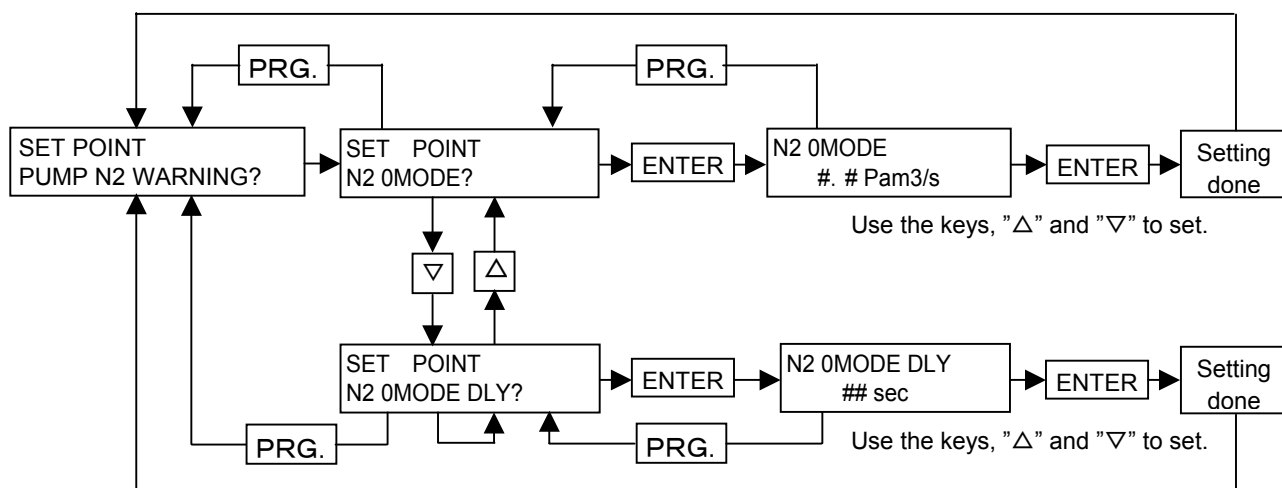 PRG.
PRG.
SET POINT
PUMP N2 WARNING?
SET POINT
N2 0MODE?
ENTER
N2 0MODE
#. # Pam3/s
ENTER
Setting
done
Use the keys, ”△” and ”▽” to set.
▽
△
SET POINT
N2 0MODE DLY?
ENTER
N2 0MODE DLY
## sec
ENTER
Setting
done
PRG.
PRG.
Use the keys, ”△” and ”▽” to set.